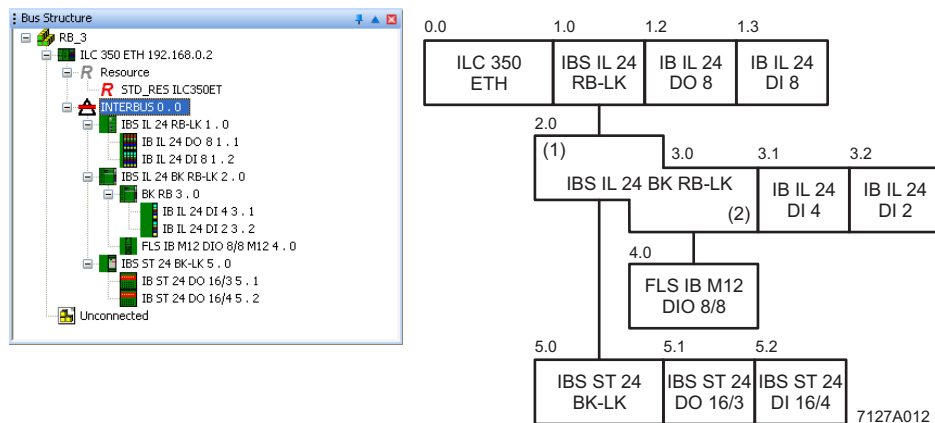 Bus Structure
RB_3
ILC 350 ETH 192.168.0.2
R Resource
R STD_RES ILC350ET
INTERBUS 0 . 0
IBS IL 24 RB-LK 1 . 0
IB IL 24 DO 8 1 . 1
IB IL 24 DI 8 1 . 2
IBS IL 24 BK RB-LK 2 . 0
BK RB 3 . 0
IB IL 24 DI 4 3 . 1
IB IL 24 DI 2 3 . 2
FLS IB M12 DIO 8/8 M12 4 . 0
IBS ST 24 BK-LK 5 . 0
IB ST 24 DO 16/3 5 . 1
IB ST 24 DO 16/4 5 . 2
Unconnected
0.0 1.0 1.2 1.3
ILC 350
ETH
IBS IL 24
RB-LK
IB IL 24
DO 8
IB IL 24
DI 8
2.0
(1)
IBS IL 24 BK RB-LK
3.0
(2)
3.1 3.2
IB IL 24
DI 4
IB IL 24
DI 2
4.0
FLS IB M12
DIO 8/8
5.0 5.1 5.2
IBS ST 24
BK-LK
IBS ST 24
DO 16/3
IBS ST 24
DI 16/4
7127A012